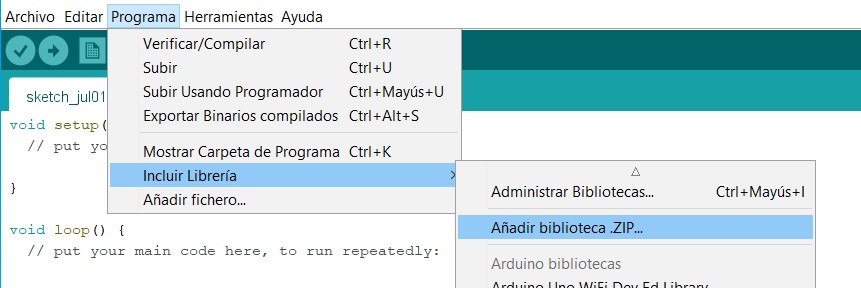 Archivo Editar Programa Herramientas Ayuda
Verificar/Compilar Ctrl+R
Subir Ctrl+U
Subir Usando Programador Ctrl+Mayús+U
Exportar Binarios compilados Ctrl+Alt+S
Mostrar Carpeta de Programa Ctrl+K
Incluir Librería
Añadir fichero...
Administrar Bibliotecas... Ctrl+Mayús+I
Añadir biblioteca .ZIP...
Arduino bibliotecas
Arduino Uno WiFi Dev Ed Library
sketch_jul01
void setup(
// put yo
}
void loop() {
// put your main code here, to run repeatedly: